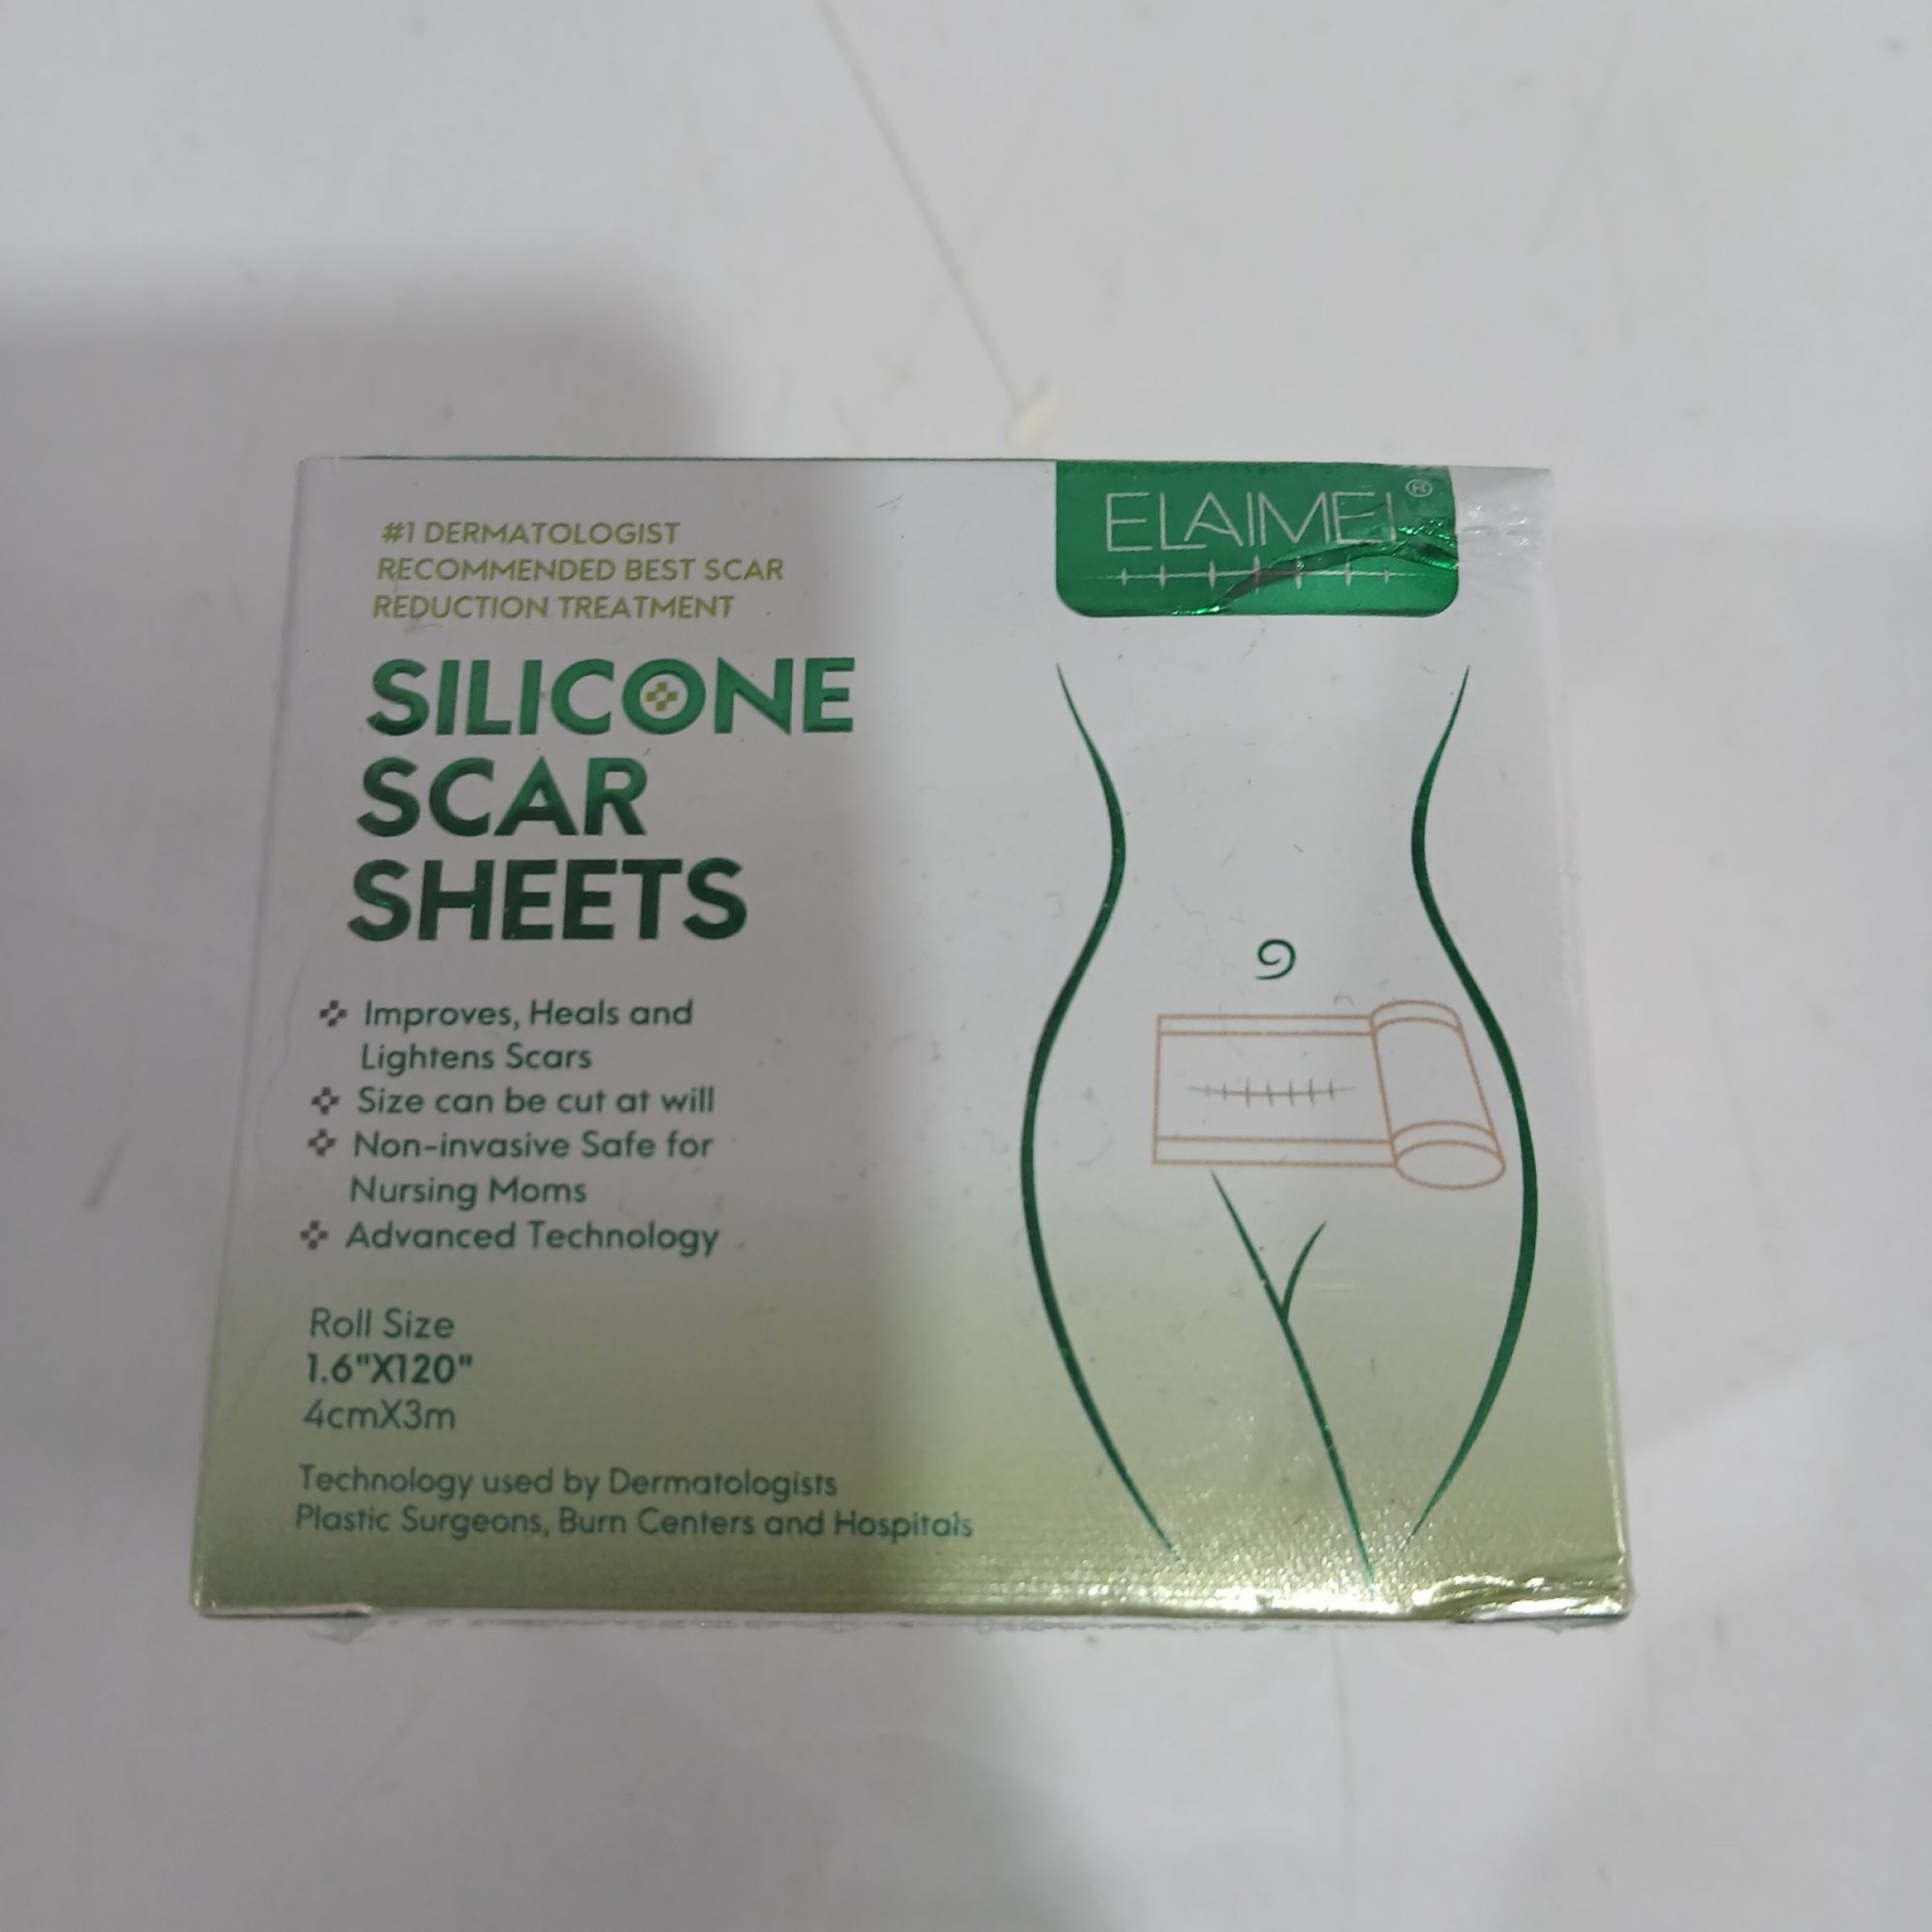 #1 DERMATOLOGIST
RECOMMENDED BEST SCAR
REDUCTION TREATMENT
ELAIMEI®
SILICONE
SCAR
SHEETS
Improves, Heals and
Lightens Scars
Size can be cut at will
Non-invasive Safe for
Nursing Moms
Advanced Technology
Roll Size
1.6"X120"
4cmX3m
Technology used by Dermatologists
Plastic Surgeons, Burn Centers and Hospitals